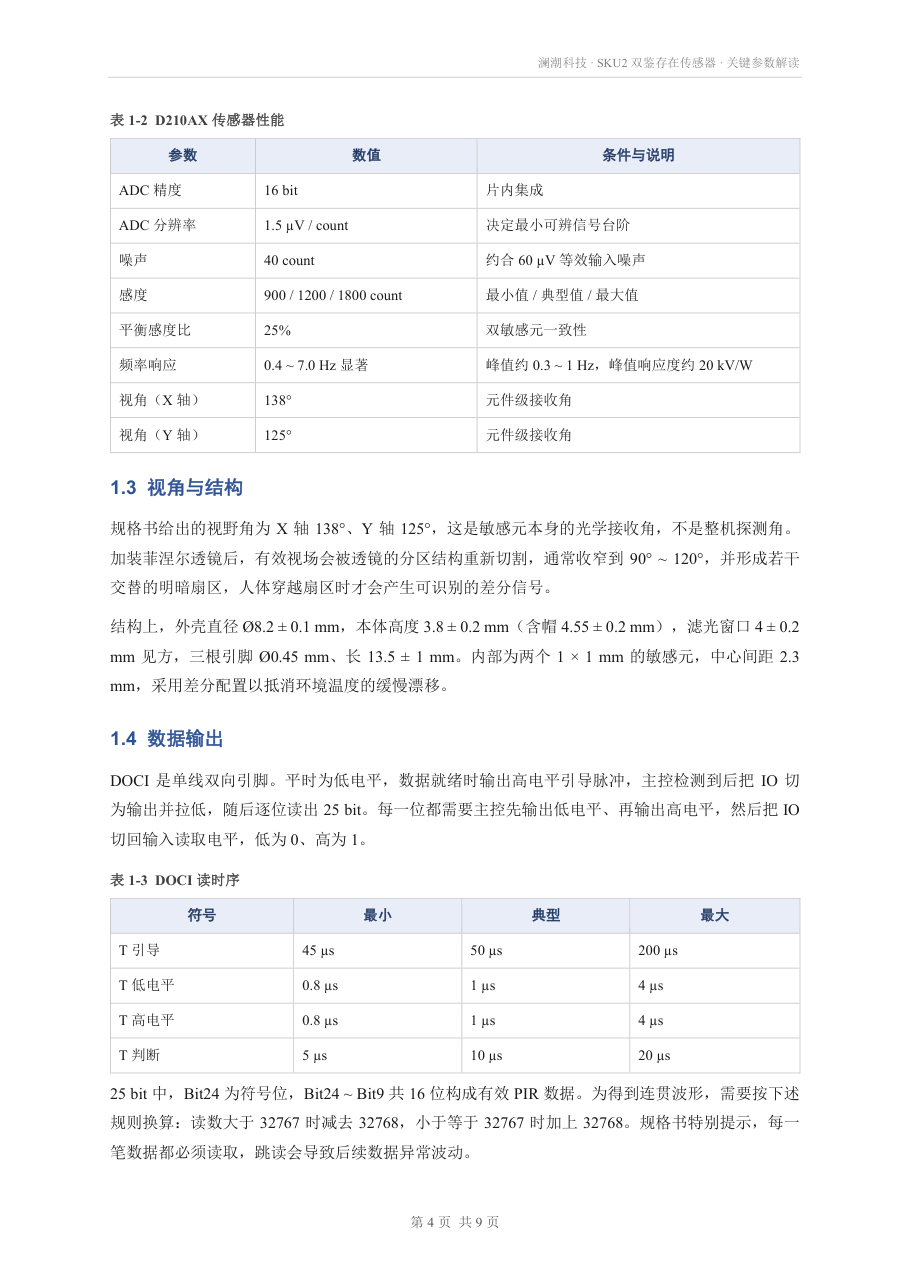 澜潮科技 · SKU2 双鉴存在传感器 · 关键参数解读
表 1-2 D210AX 传感器性能
参数 数值 条件与说明
ADC 精度 16 bit 片内集成
ADC 分辨率 1.5 µV / count 决定最小可辨信号台阶
噪声 40 count 约合 60 µV 等效输入噪声
感度 900 / 1200 / 1800 count 最小值 / 典型值 / 最大值
平衡感度比 25% 双敏感元一致性
频率响应 0.4 ~ 7.0 Hz 显著 峰值约 0.3 ~ 1 Hz，峰值响应度约 20 kV/W
视角（X 轴） 138° 元件级接收角
视角（Y 轴） 125° 元件级接收角
1.3 视角与结构
规格书给出的视野角为 X 轴 138°、Y 轴 125°，这是敏感元本身的光学接收角，不是整机探测角。
加装菲涅尔透镜后，有效视场会被透镜的分区结构重新切割，通常收窄到 90° ~ 120°，并形成若干
交替的明暗扇区，人体穿越扇区时才会产生可识别的差分信号。
结构上，外壳直径 Ø8.2 ± 0.1 mm，本体高度 3.8 ± 0.2 mm（含帽 4.55 ± 0.2 mm），滤光窗口 4 ± 0.2
mm 见方，三根引脚 Ø0.45 mm、长 13.5 ± 1 mm。内部为两个 1 × 1 mm 的敏感元，中心间距 2.3
mm，采用差分配置以抵消环境温度的缓慢漂移。
1.4 数据输出
DOCI 是单线双向引脚。平时为低电平，数据就绪时输出高电平引导脉冲，主控检测到后把 IO 切
为输出并拉低，随后逐位读出 25 bit。每一位都需要主控先输出低电平、再输出高电平，然后把 IO
切回输入读取电平，低为 0、高为 1。
表 1-3 DOCI 读时序
符号 最小 典型 最大
T 引导 45 µs 50 µs 200 µs
T 低电平 0.8 µs 1 µs 4 µs
T 高电平 0.8 µs 1 µs 4 µs
T 判断 5 µs 10 µs 20 µs
25 bit 中，Bit24 为符号位，Bit24 ~ Bit9 共 16 位构成有效 PIR 数据。为得到连贯波形，需要按下述
规则换算：读数大于 32767 时减去 32768，小于等于 32767 时加上 32768。规格书特别提示，每一
笔数据都必须读取，跳读会导致后续数据异常波动。
第 4 页 共 9 页